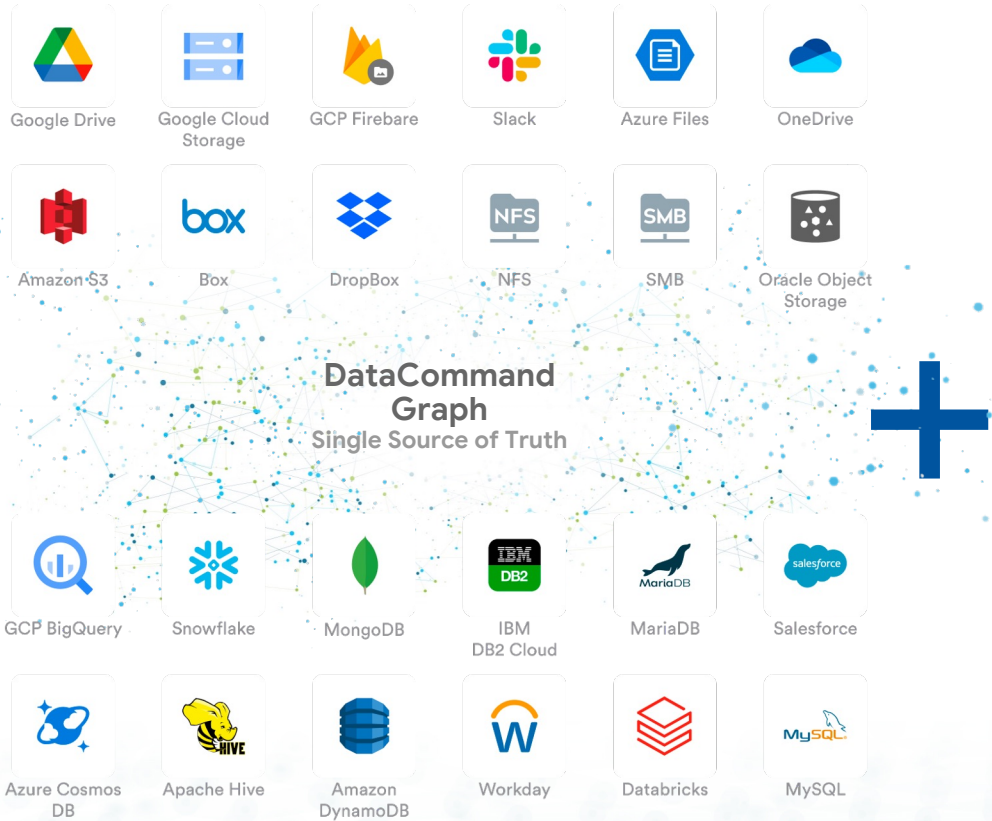 Google Drive
Google Cloud
Storage
GCP Firebare
Slack
Azure Files
OneDrive
box
NFS
SMB
Amazon S3
Box
DropBox
NFS
SMB
Oracle Object
Storage
DataCommand
Graph
Single Source of Truth
IBM
DB2
MariaDB
salesforce
GCP BigQuery
Snowflake
MongoDB
IBM
DB2 Cloud
MariaDB
Salesforce
HIVE
W
MySQL
Azure Cosmos
DB
Apache Hive
Amazon
DynamoDB
Workday
Databricks
MySQL